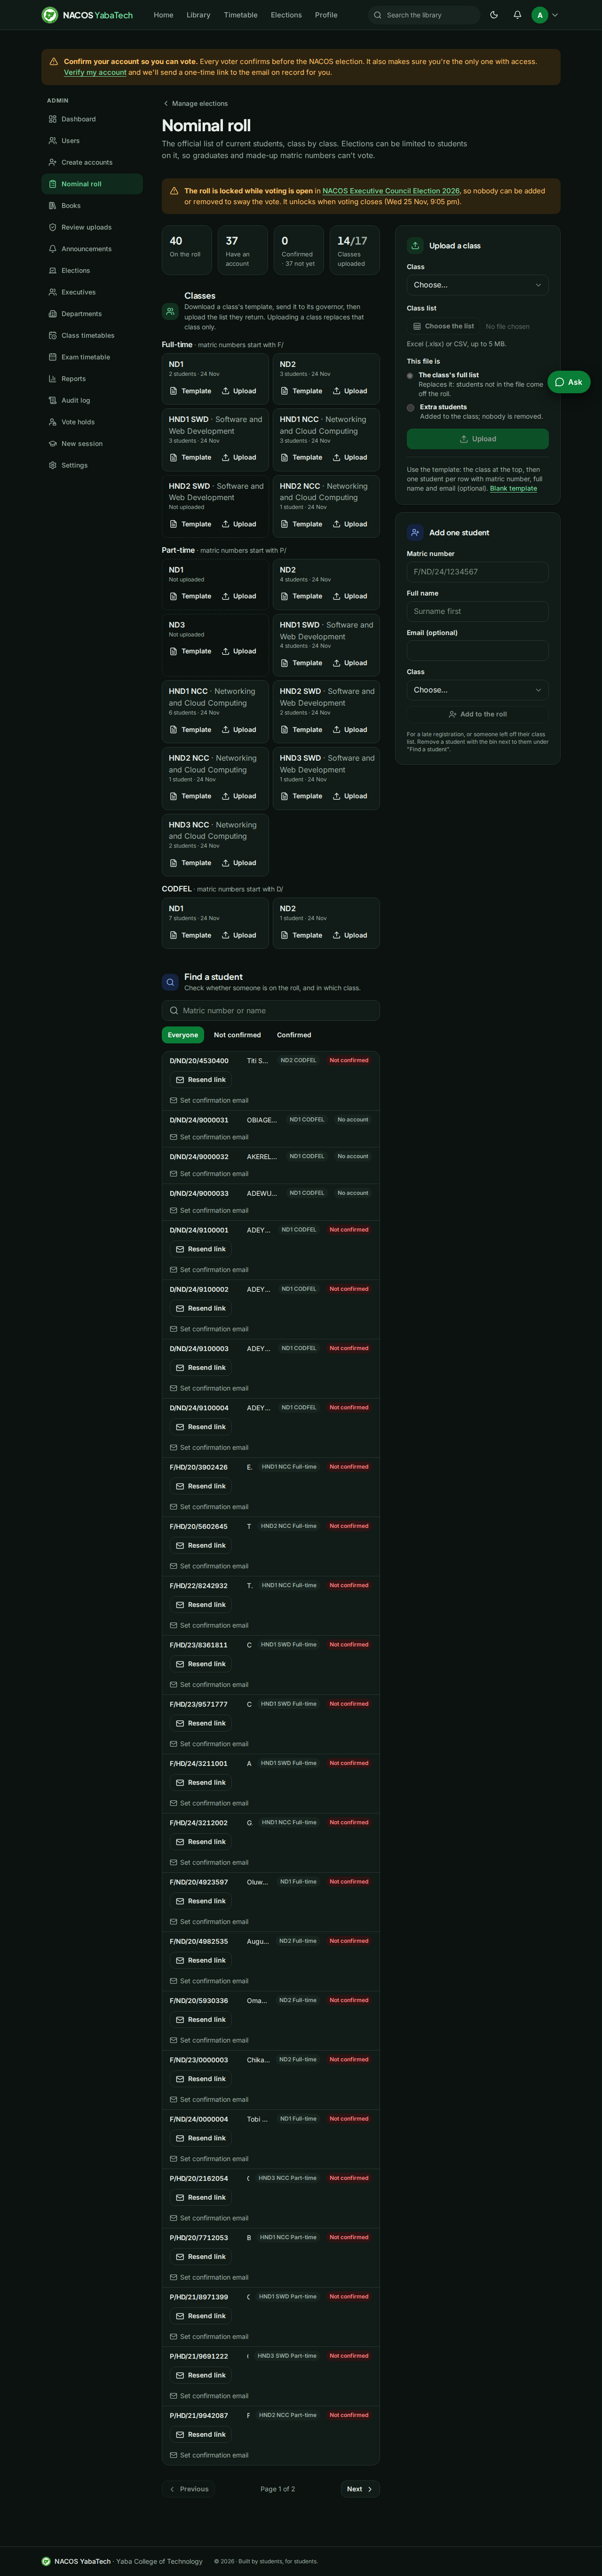 NACOS YabaTech
Home
Library
Timetable
Elections
Profile
Search the library
A
Confirm your account so you can vote. Every voter confirms before the NACOS election. It also makes sure you're the only one with access.
Verify my account and we'll send a one-time link to the email on record for you.
ADMIN
Dashboard
Users
Create accounts
Nominal roll
Books
Review uploads
Announcements
Elections
Executives
Departments
Class timetables
Exam timetable
Reports
Audit log
Vote holds
New session
Settings
Manage elections
Nominal roll
The official list of current students, class by class. Elections can be limited to students
on it, so graduates and made-up matric numbers can't vote.
The roll is locked while voting is open in NACOS Executive Council Election 2026, so nobody can be added
or removed to sway the vote. It unlocks when voting closes (Wed 25 Nov, 9:05 pm).
40
On the roll
37
Have an
account
0
Confirmed
· 37 not yet
14/17
Classes
uploaded
Classes
Download a class's template, send it to its governor, then
upload the list they return. Uploading a class replaces that
class only.
Full-time · matric numbers start with F/
ND1
2 students · 24 Nov
Template
Upload
ND2
3 students · 24 Nov
Template
Upload
HND1 SWD · Software and
Web Development
3 students · 24 Nov
Template
Upload
HND1 NCC · Networking
and Cloud Computing
3 students · 24 Nov
Template
Upload
HND2 SWD · Software and
Web Development
Not uploaded
Template
Upload
HND2 NCC · Networking
and Cloud Computing
1 student · 24 Nov
Template
Upload
Part-time · matric numbers start with P/
ND1
Not uploaded
Template
Upload
ND2
4 students · 24 Nov
Template
Upload
ND3
Not uploaded
Template
Upload
HND1 SWD · Software and
Web Development
4 students · 24 Nov
Template
Upload
HND1 NCC · Networking
and Cloud Computing
6 students · 24 Nov
Template
Upload
HND2 SWD · Software and
Web Development
2 students · 24 Nov
Template
Upload
HND2 NCC · Networking
and Cloud Computing
1 student · 24 Nov
Template
Upload
HND3 SWD · Software and
Web Development
1 student · 24 Nov
Template
Upload
HND3 NCC · Networking
and Cloud Computing
2 students · 24 Nov
Template
Upload
CODFEL · matric numbers start with D/
ND1
7 students · 24 Nov
Template
Upload
ND2
1 student · 24 Nov
Template
Upload
Upload a class
Class
Choose...
Class list
Choose the list
No file chosen
Excel (.xlsx) or CSV, up to 5 MB.
This file is
The class's full list
Replaces it: students not in the file come
off the roll.
Extra students
Added to the class; nobody is removed.
Upload
Use the template: the class at the top, then
one student per row with matric number, full
name and email (optional). Blank template
Ask
Add one student
Matric number
F/ND/24/1234567
Full name
Surname first
Email (optional)
Class
Choose...
Add to the roll
For a late registration, or someone left off their class
list. Remove a student with the bin next to them under
"Find a student".
Find a student
Check whether someone is on the roll, and in which class.
Matric number or name
Everyone
Not confirmed
Confirmed
D/ND/20/4530400 Titi S... ND2 CODFEL Not confirmed
Resend link
Set confirmation email
D/ND/24/9000031 OBIAGE... ND1 CODFEL No account
Set confirmation email
D/ND/24/9000032 AKEREL... ND1 CODFEL No account
Set confirmation email
D/ND/24/9000033 ADEWU... ND1 CODFEL No account
Set confirmation email
D/ND/24/9100001 ADEY... ND1 CODFEL Not confirmed
Resend link
Set confirmation email
D/ND/24/9100002 ADEY... ND1 CODFEL Not confirmed
Resend link
Set confirmation email
D/ND/24/9100003 ADEY... ND1 CODFEL Not confirmed
Resend link
Set confirmation email
D/ND/24/9100004 ADEY... ND1 CODFEL Not confirmed
Resend link
Set confirmation email
F/HD/20/3902426 E. HND1 NCC Full-time Not confirmed
Resend link
Set confirmation email
F/HD/20/5602645 T HND2 NCC Full-time Not confirmed
Resend link
Set confirmation email
F/HD/22/8242932 T. HND1 NCC Full-time Not confirmed
Resend link
Set confirmation email
F/HD/23/8361811 C HND1 SWD Full-time Not confirmed
Resend link
Set confirmation email
F/HD/23/9571777 C HND1 SWD Full-time Not confirmed
Resend link
Set confirmation email
F/HD/24/3211001 A HND1 SWD Full-time Not confirmed
Resend link
Set confirmation email
F/HD/24/3212002 G. HND1 NCC Full-time Not confirmed
Resend link
Set confirmation email
F/ND/20/4923597 Oluw... ND1 Full-time Not confirmed
Resend link
Set confirmation email
F/ND/20/4982535 Augu... ND2 Full-time Not confirmed
Resend link
Set confirmation email
F/ND/20/5930336 Oma... ND2 Full-time Not confirmed
Resend link
Set confirmation email
F/ND/23/0000003 Chika... ND2 Full-time Not confirmed
Resend link
Set confirmation email
F/ND/24/0000004 Tobi ... ND1 Full-time Not confirmed
Resend link
Set confirmation email
P/HD/20/2162054 HND3 NCC Part-time Not confirmed
Resend link
Set confirmation email
P/HD/20/7712053 B HND1 NCC Part-time Not confirmed
Resend link
Set confirmation email
P/HD/21/8971399 HND1 SWD Part-time Not confirmed
Resend link
Set confirmation email
P/HD/21/9691222 HND3 SWD Part-time Not confirmed
Resend link
Set confirmation email
P/HD/21/9942087 HND2 NCC Part-time Not confirmed
Resend link
Set confirmation email
Previous
Page 1 of 2
Next
NACOS YabaTech · Yaba College of Technology
© 2026 · Built by students, for students.